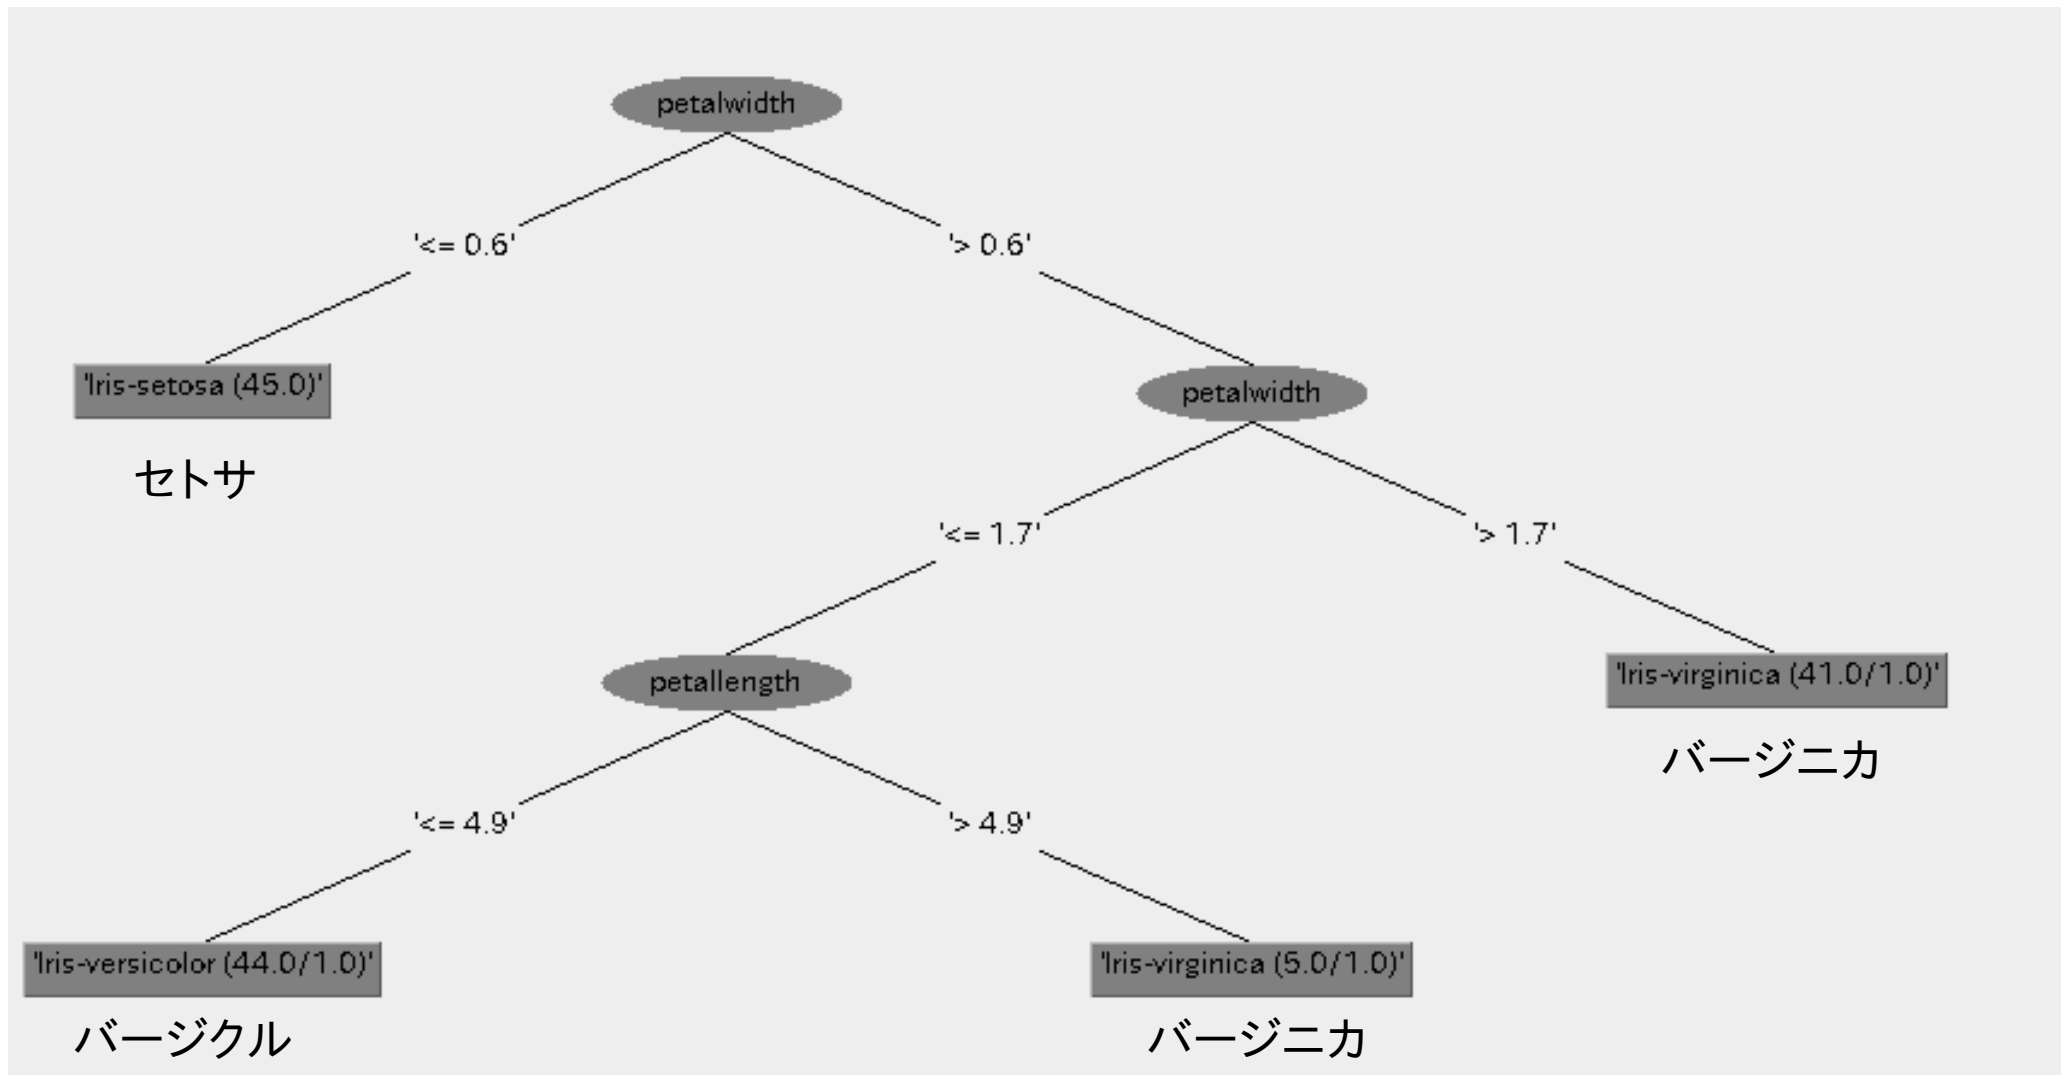 petalwidth
'<= 0.6'
'> 0.6'
'Iris-setosa (45.0)'
petalwidth
セトサ
'<= 1.7'
'> 1.7'
petallength
'Iris-virginica (41.0/1.0)'
バージニカ
'<= 4.9'
'> 4.9'
'Iris-versicolor (44.0/1.0)'
'Iris-virginica (5.0/1.0)'
バージクル
バージニカ